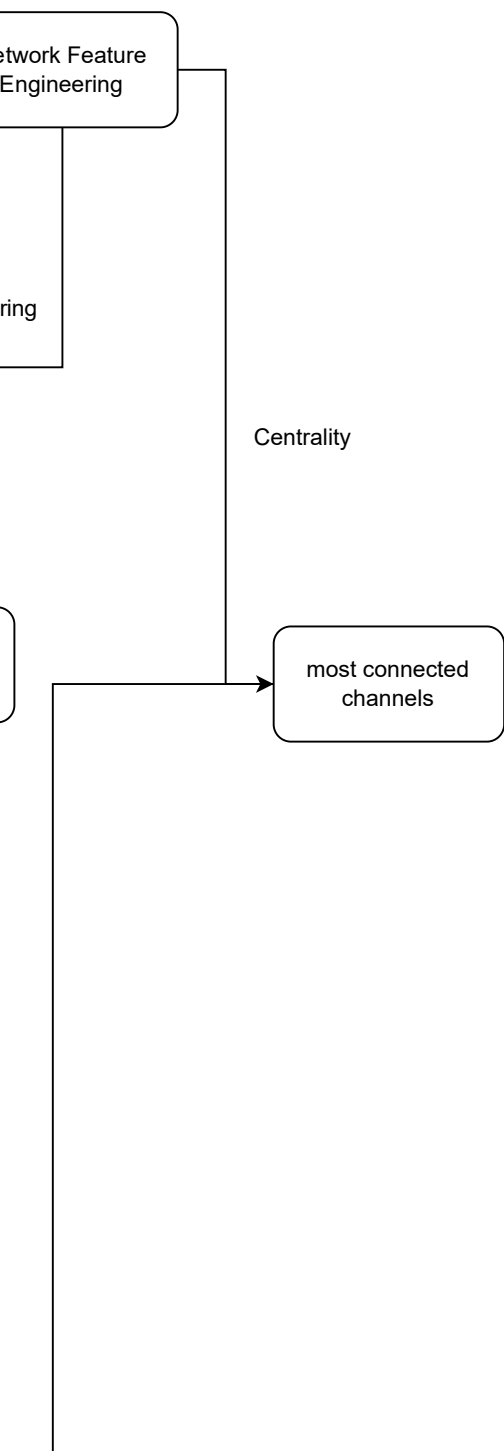 etwork Feature
Engineering
ring
Centrality
most connected
channels